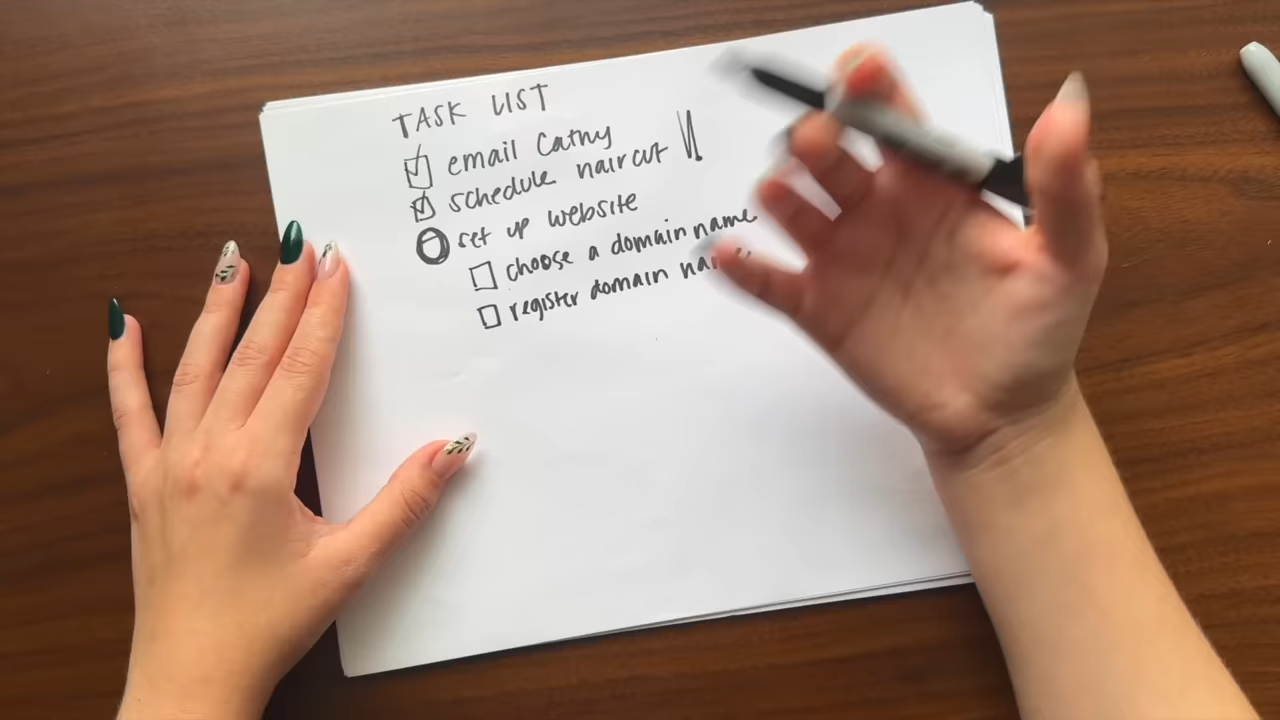 TASK LIST
email Cathy
schedule haircut
set up website
choose a domain name
register domain